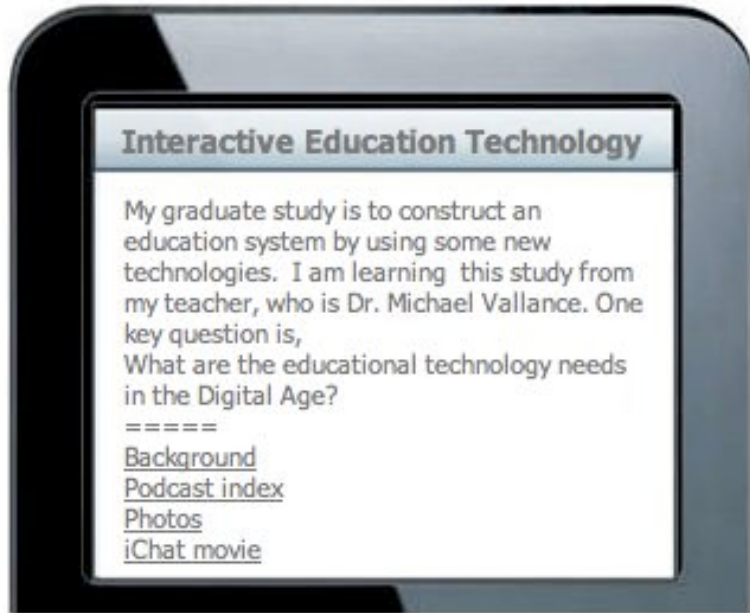 Interactive Education Technology
My graduate study is to construct an
education system by using some new
technologies.  I am learning  this study from
my teacher, who is Dr. Michael Vallance. One
key question is,
What are the educational technology needs
in the Digital Age?
=====
Background
Podcast index
Photos
iChat movie